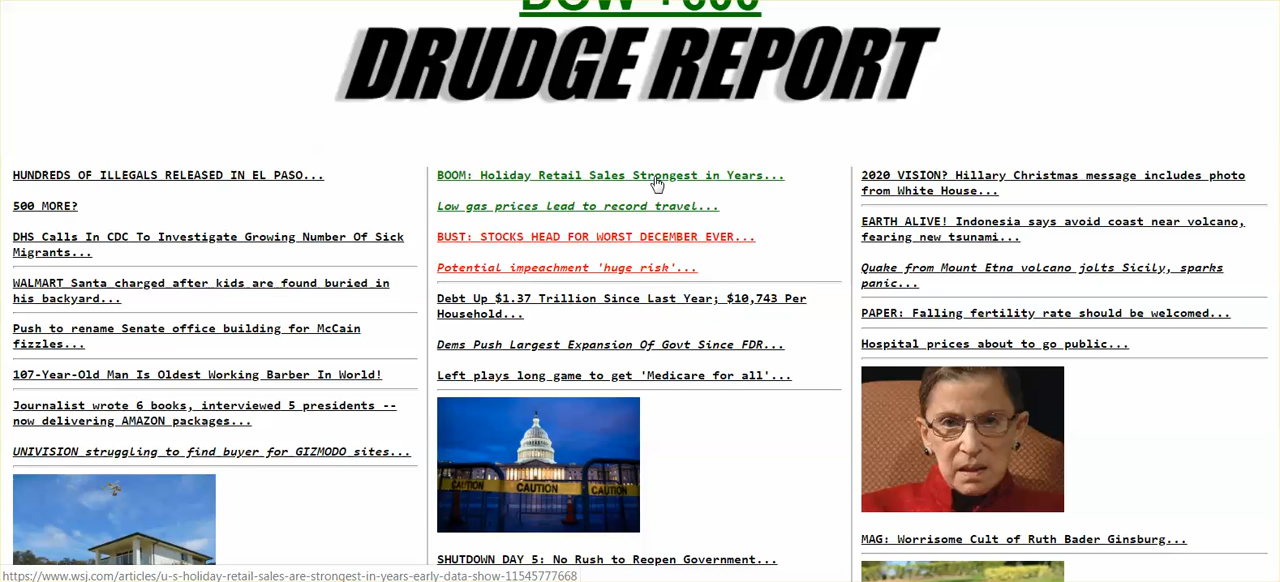 DOW +600
DRUDGE REPORT
HUNDREDS OF ILLEGALS RELEASED IN EL PASO...
500 MORE?
DHS Calls In CDC To Investigate Growing Number Of Sick
Migrants...
WALMART Santa charged after kids are found buried in
his backyard...
Push to rename Senate office building for McCain
fizzles...
107-Year-Old Man Is Oldest Working Barber In World!
Journalist wrote 6 books, interviewed 5 presidents --
now delivering AMAZON packages...
UNIVISION struggling to find buyer for GIZMODO sites...
BOOM: Holiday Retail Sales Strongest in Years...
Low gas prices lead to record travel...
BUST: STOCKS HEAD FOR WORST DECEMBER EVER...
Potential impeachment 'huge risk'...
Debt Up $1.37 Trillion Since Last Year; $10,743 Per
Household...
Dems Push Largest Expansion Of Govt Since FDR...
Left plays long game to get 'Medicare for all'...
CAUTION CAUTION CAUTION
SHUTDOWN DAY 5: No Rush to Reopen Government...
2020 VISION? Hillary Christmas message includes photo
from White House...
EARTH ALIVE! Indonesia says avoid coast near volcano,
fearing new tsunami...
Quake from Mount Etna volcano jolts Sicily, sparks
panic...
PAPER: Falling fertility rate should be welcomed...
Hospital prices about to go public...
MAG: Worrisome Cult of Ruth Bader Ginsburg...
https://www.wsj.com/articles/u-s-holiday-retail-sales-are-strongest-in-years-early-data-show-11545777668